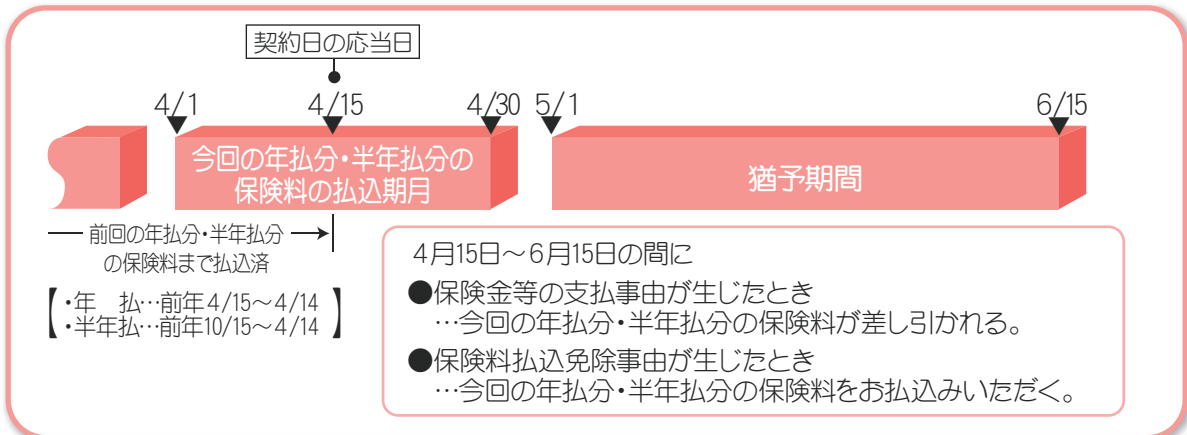 契約日の応当日
4/1 4/15 4/30 5/1 6/15
今回の年払分・半年払分の
保険料の払込期月
猶予期間
前回の年払分・半年払分
の保険料まで払込済
・年　払…前年4/15～4/14
・半年払…前年10/15～4/14
4月15日～6月15日の間に
●保険金等の支払事由が生じたとき
…今回の年払分・半年払分の保険料が差し引かれる。
●保険料払込免除事由が生じたとき
…今回の年払分・半年払分の保険料をお払込みいただく。